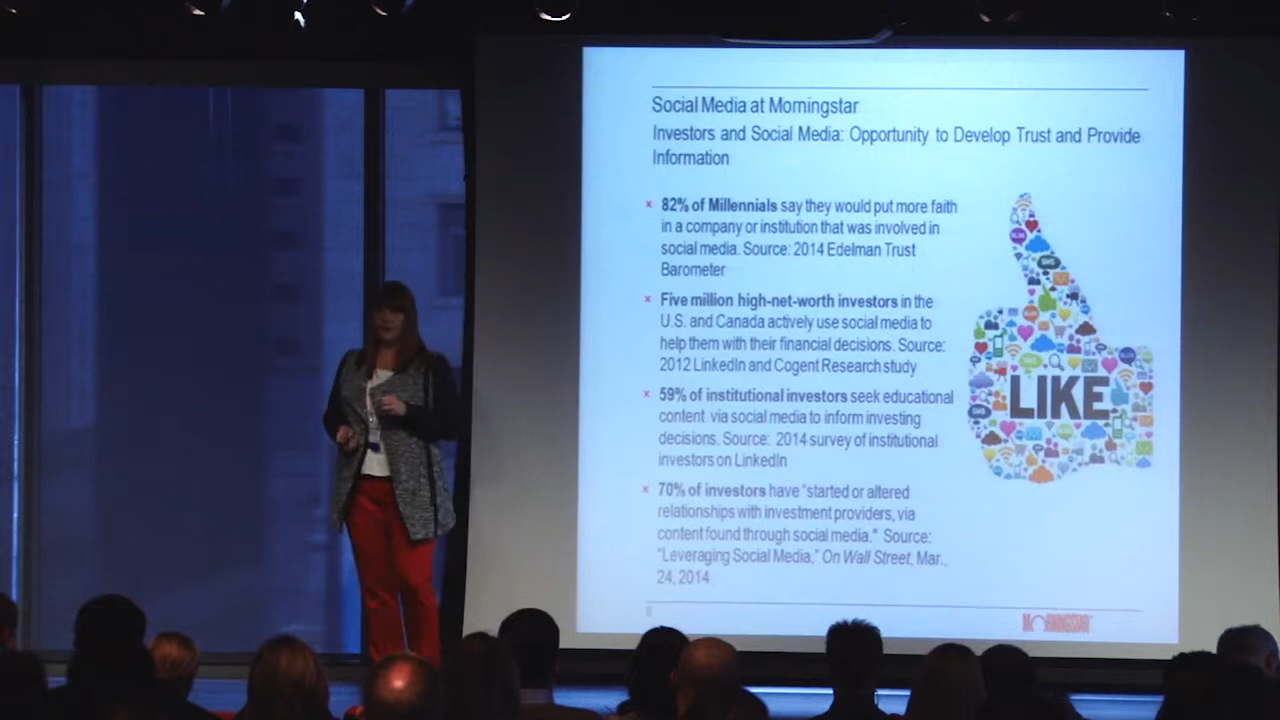 Social Media at Morningstar
Investors and Social Media: Opportunity to Develop Trust and Provide
Information
× 82% of Millennials say they would put more faith
in a company or institution that was involved in
social media. Source: 2014 Edelman Trust
Barometer
× Five million high-net-worth investors in the
U.S. and Canada actively use social media to
help them with their financial decisions. Source:
2012 LinkedIn and Cogent Research study
× 59% of institutional investors seek educational
content via social media to inform investing
decisions. Source: 2014 survey of institutional
investors on LinkedIn
× 70% of investors have "started or altered
relationships with investment providers, via
content found through social media." Source:
"Leveraging Social Media," On Wall Street, Mar.,
24, 2014
SMS
LIKE
MORNINGSTAR